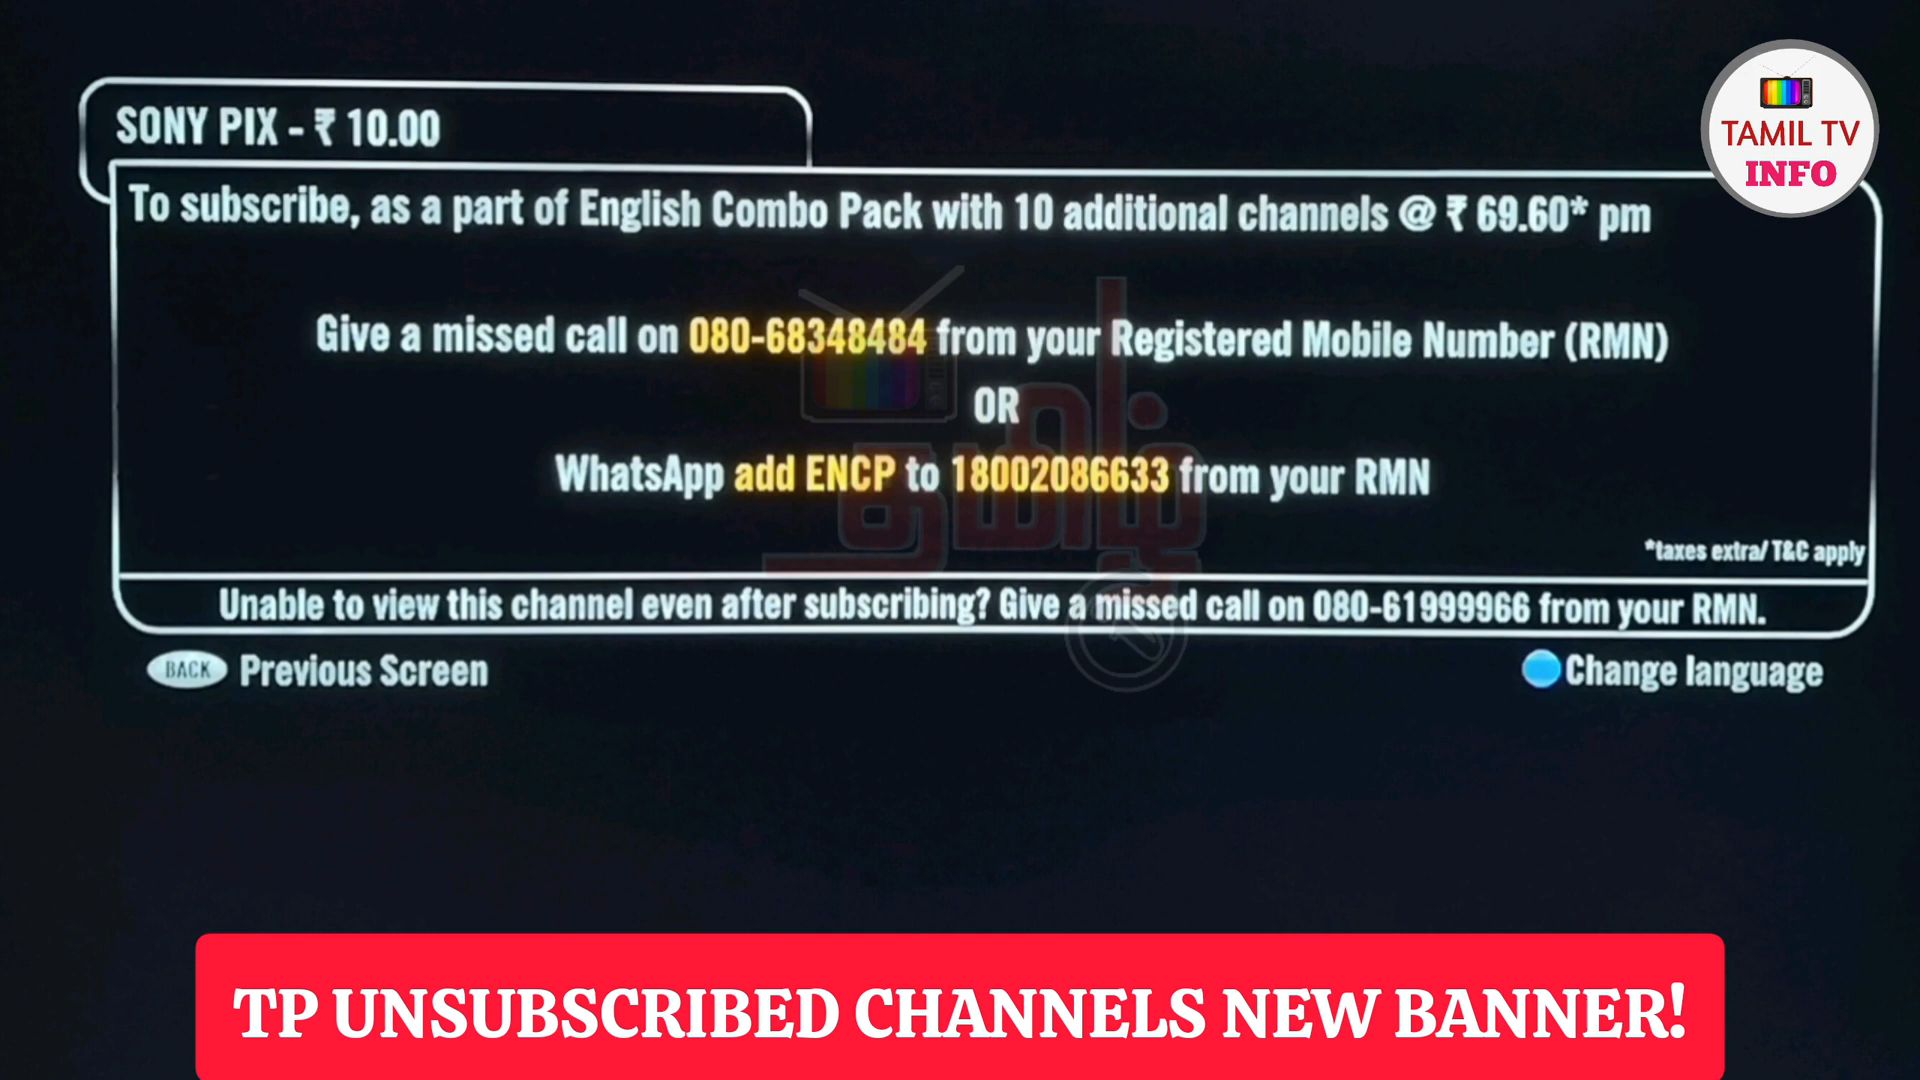 TAMIL TV
INFO
SONY PIX - ₹ 10.00
To subscribe, as a part of English Combo Pack with 10 additional channels @ ₹ 69.60* pm
Give a missed call on 080-68348484 from your Registered Mobile Number (RMN)
OR
WhatsApp add ENCP to 18002086633 from your RMN
தமிழ்
*taxes extra/ T&C apply
Unable to view this channel even after subscribing? Give a missed call on 080-61999966 from your RMN.
TV
BACK Previous Screen
Change language
TP UNSUBSCRIBED CHANNELS NEW BANNER!